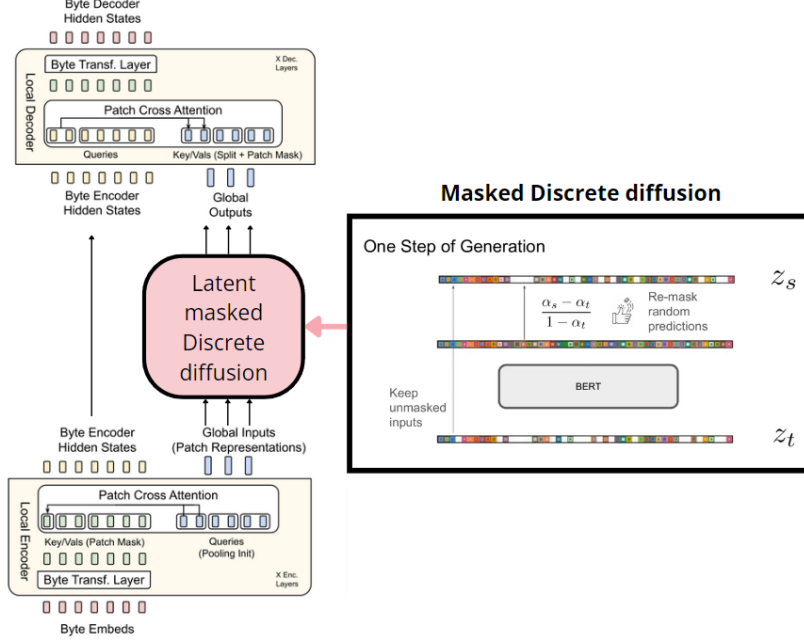 Byte Decoder
Hidden States
Local Decoder
Byte Transf. Layer
X Dec.
Layers
Patch Cross Attention
Queries
Key/Vals (Split + Patch Mask)
Byte Encoder
Hidden States
Global
Outputs
Latent
masked
Discrete
diffusion
Byte Encoder
Hidden States
Global Inputs
(Patch Representations)
Local Encoder
Patch Cross Attention
Key/Vals (Patch Mask)
Queries
(Pooling Init)
Byte Transf. Layer
X Enc.
Layers
Byte Embeds
Masked Discrete diffusion
One Step of Generation
z_s
α_s − α_t
1 − α_t
Re-mask
random
predictions
BERT
Keep
unmasked
inputs
z_t